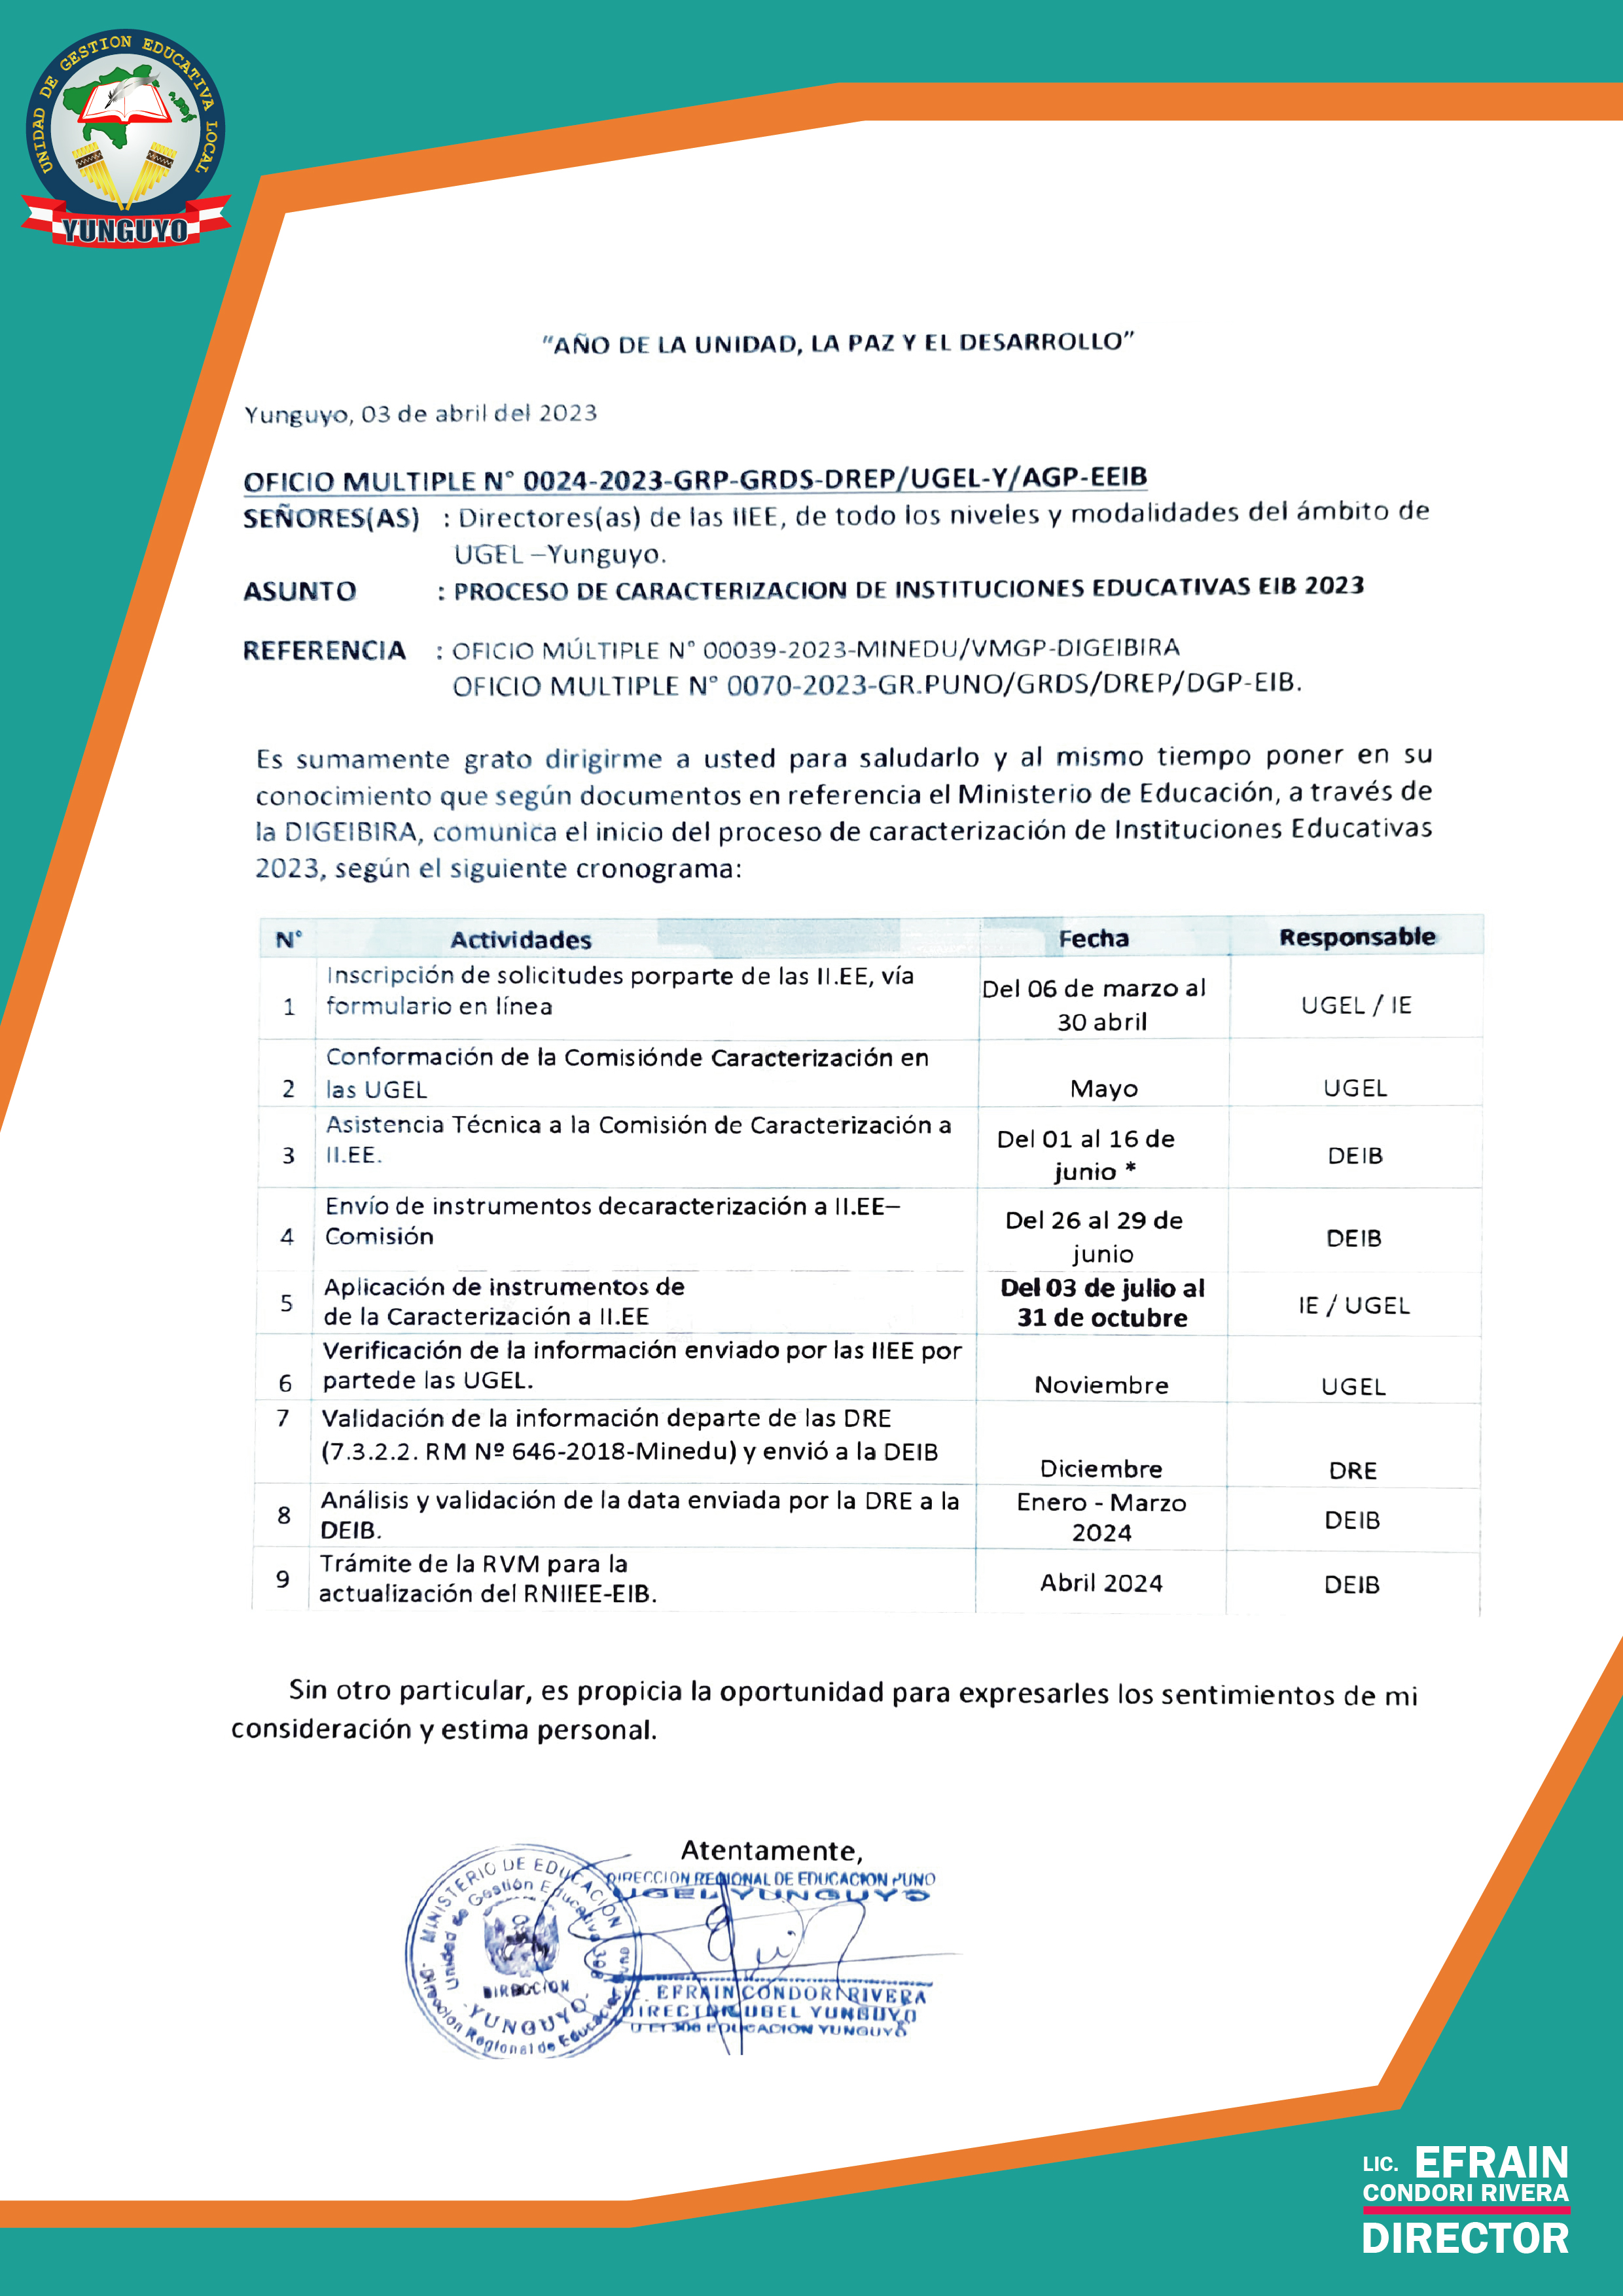 UNIDAD DE GESTION EDUCATIVA LOCAL
YUNGUYO
"AÑO DE LA UNIDAD, LA PAZ Y EL DESARROLLO"
Yunguyo, 03 de abril del 2023
OFICIO MULTIPLE N° 0024-2023-GRP-GRDS-DREP/UGEL-Y/AGP-EEIB
SEÑORES(AS) : Directores(as) de las IIEE, de todo los niveles y modalidades del ámbito de
UGEL –Yunguyo.
ASUNTO : PROCESO DE CARACTERIZACION DE INSTITUCIONES EDUCATIVAS EIB 2023
REFERENCIA : OFICIO MÚLTIPLE N° 00039-2023-MINEDU/VMGP-DIGEIBIRA
OFICIO MULTIPLE N° 0070-2023-GR.PUNO/GRDS/DREP/DGP-EIB.
Es sumamente grato dirigirme a usted para saludarlo y al mismo tiempo poner en su
conocimiento que según documentos en referencia el Ministerio de Educación, a través de
la DIGEIBIRA, comunica el inicio del proceso de caracterización de Instituciones Educativas
2023, según el siguiente cronograma:
N° Actividades Fecha Responsable
1 Inscripción de solicitudes porparte de las II.EE, vía
formulario en línea
Del 06 de marzo al
30 abril
UGEL / IE
2 Conformación de la Comisiónde Caracterización en
las UGEL
Mayo
UGEL
3 Asistencia Técnica a la Comisión de Caracterización a
II.EE.
Del 01 al 16 de
junio *
DEIB
4 Envío de instrumentos decaracterización a II.EE–
Comisión
Del 26 al 29 de
junio
DEIB
5 Aplicación de instrumentos de
de la Caracterización a II.EE
Del 03 de julio al
31 de octubre
IE / UGEL
6 Verificación de la información enviado por las IIEE por
partede las UGEL.
Noviembre
UGEL
7 Validación de la información departe de las DRE
(7.3.2.2. RM Nº 646-2018-Minedu) y envió a la DEIB
Diciembre
DRE
8 Análisis y validación de la data enviada por la DRE a la
DEIB.
Enero - Marzo
2024
DEIB
9 Trámite de la RVM para la
actualización del RNIIEE-EIB.
Abril 2024
DEIB
Sin otro particular, es propicia la oportunidad para expresarles los sentimientos de mi
consideración y estima personal.
Atentamente,
DIRECCION REGIONAL DE EDUCACION PUNO
UGEL YUNGUYO
EFRAIN CONDORI RIVERA
DIRECTOR UGEL YUNGUYO
EDUCACION YUNGUYO
MINISTERIO DE EDUCACION
Unidad de Gestión Educativa
DIRECCION
YUNGUYO
Dirección Regional de Educación
LIC. EFRAIN
CONDORI RIVERA
DIRECTOR